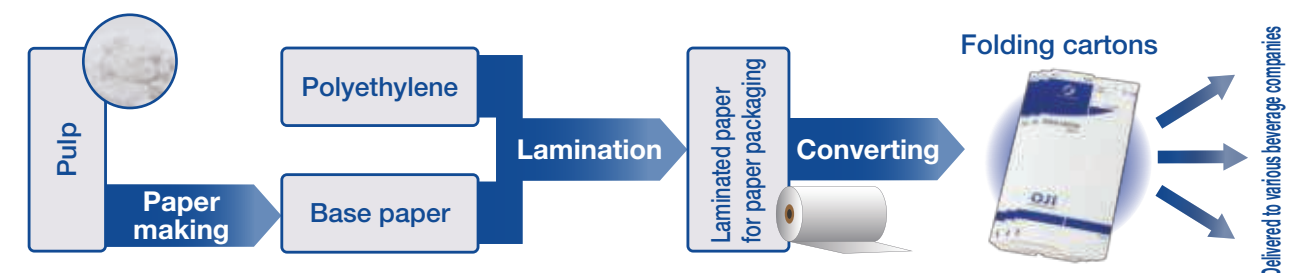 Pulp
Paper
making
Polyethylene
Base paper
Lamination
Laminated paper
for paper packaging
Converting
Folding cartons
OJI
Delivered to various beverage companies